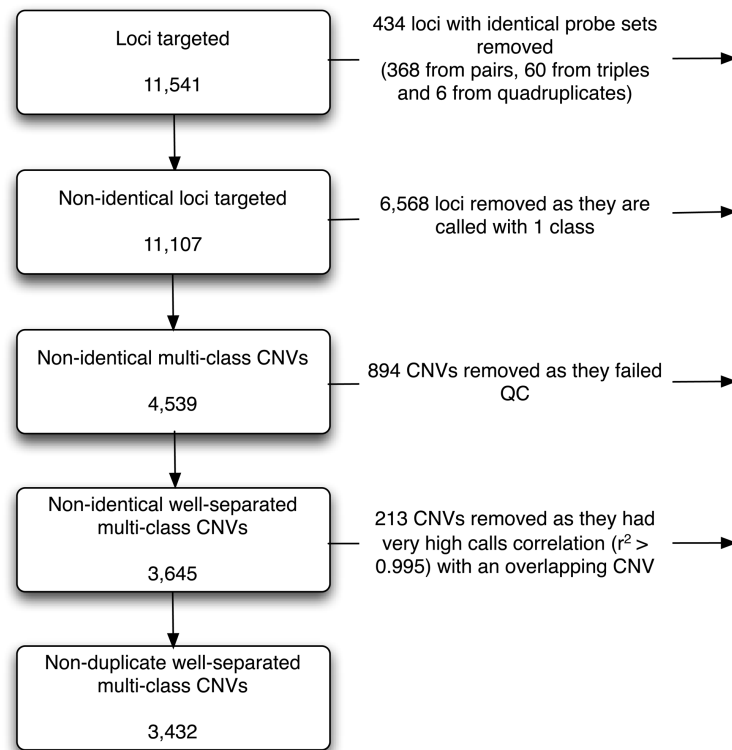 Loci targeted
11,541
434 loci with identical probe sets
removed
(368 from pairs, 60 from triples
and 6 from quadruplicates)
Non-identical loci targeted
11,107
6,568 loci removed as they are
called with 1 class
Non-identical multi-class CNVs
4,539
894 CNVs removed as they failed
QC
Non-identical well-separated
multi-class CNVs
3,645
213 CNVs removed as they had
very high calls correlation (r² >
0.995) with an overlapping CNV
Non-duplicate well-separated
multi-class CNVs
3,432